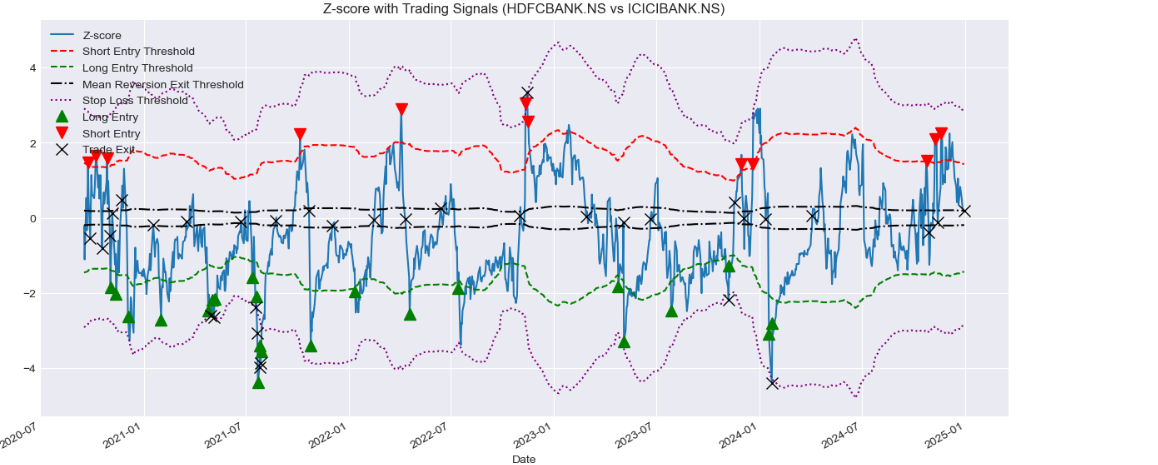 Z-score with Trading Signals (HDFCBANK.NS vs ICICIBANK.NS)
Z-score
Short Entry Threshold
Long Entry Threshold
Mean Reversion Exit Threshold
Stop Loss Threshold
Long Entry
Short Entry
Trade Exit
4
2
0
−2
−4
2020-07
2021-01
2021-07
2022-01
2022-07
2023-01
2023-07
2024-01
2024-07
2025-01
Date